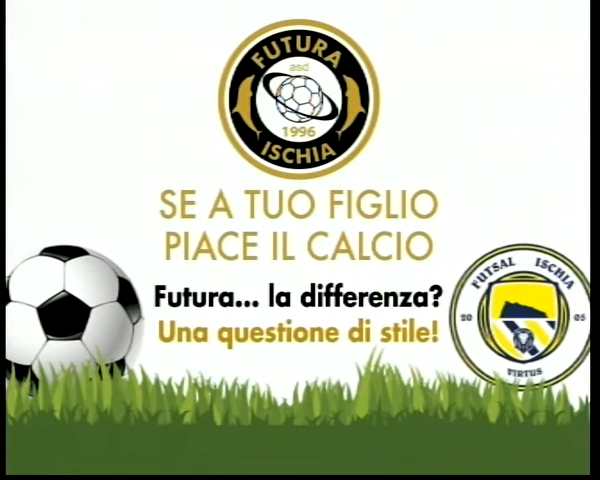 FUTURA
asd
1996
ISCHIA
SE A TUO FIGLIO
PIACE IL CALCIO
Futura... la differenza?
Una questione di stile!
FUTSAL ISCHIA
20 05
VIRTUS